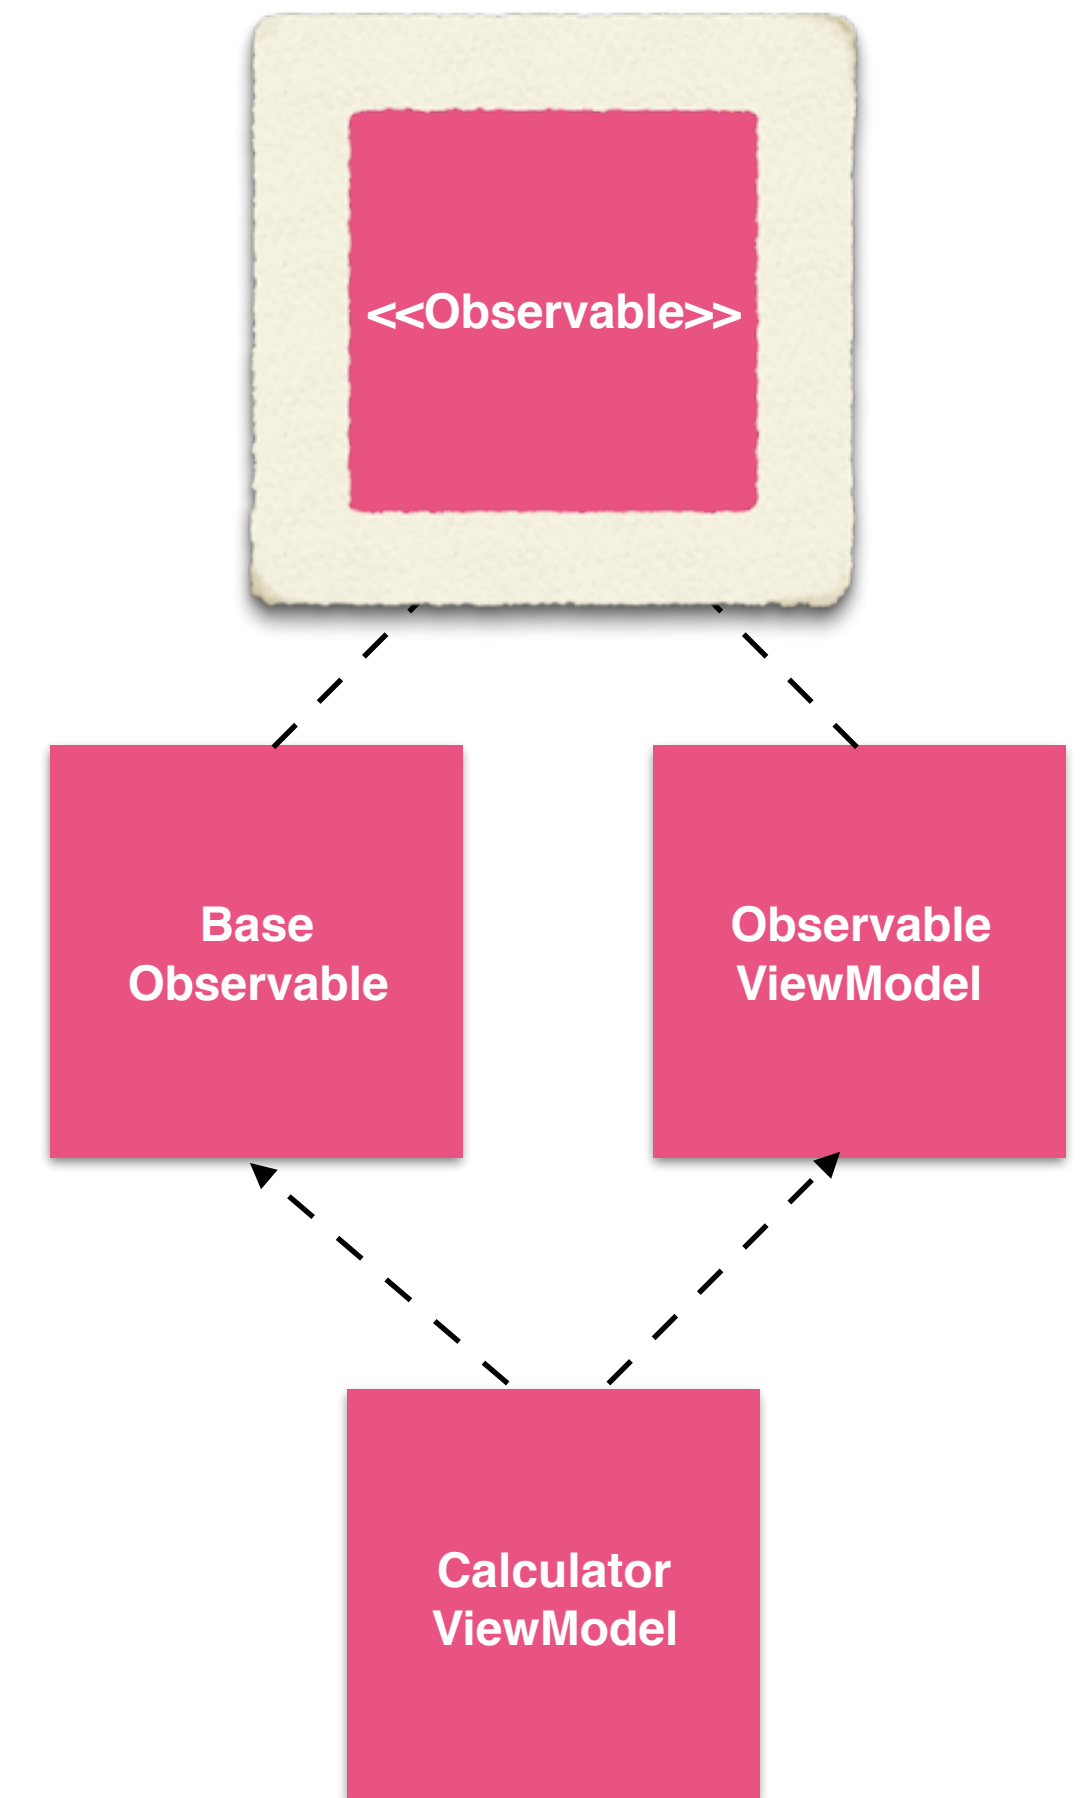 <<Observable>>
Base
Observable
Observable
ViewModel
Calculator
ViewModel